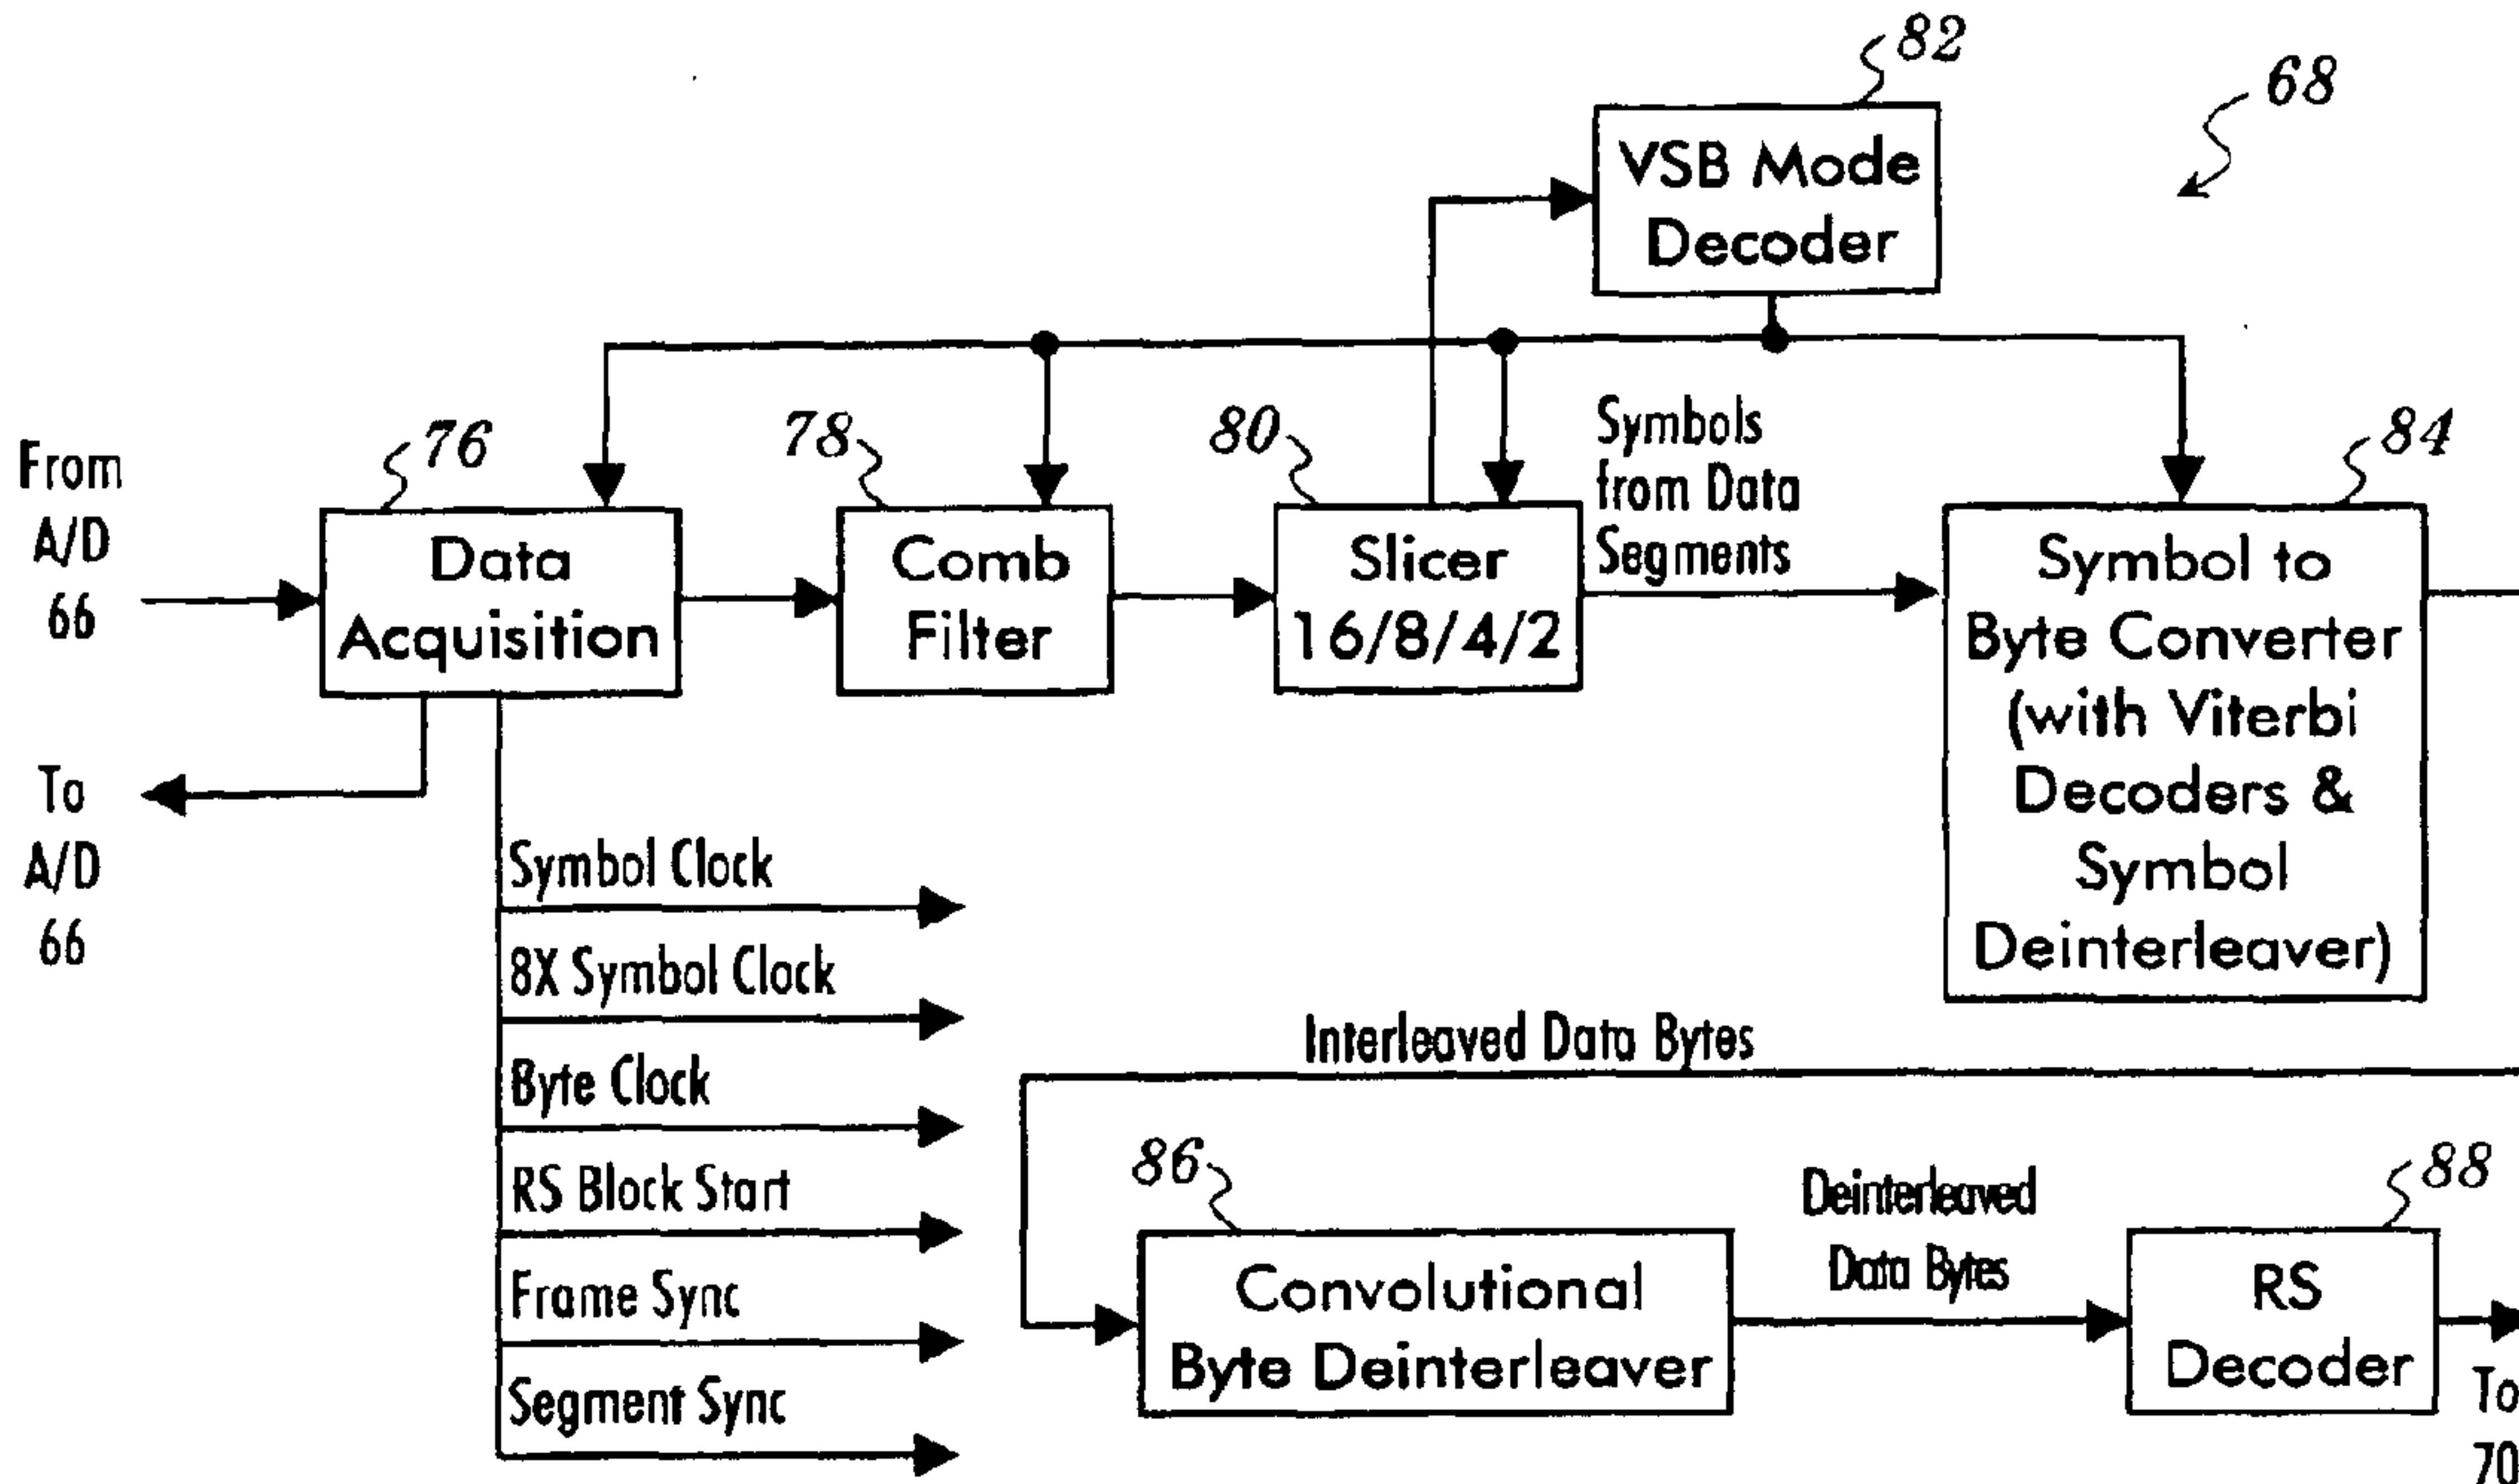 82
68
VSB Mode
Decoder
From
A/D
66
76
78
80
Symbols
from Data
Segments
84
Data
Acquisition
Comb
Filter
Slicer
16/8/4/2
Symbol to
Byte Converter
(with Viterbi
Decoders &
Symbol
Deinterleaver)
To
A/D
66
Symbol Clock
8X Symbol Clock
Byte Clock
RS Block Start
Frame Sync
Segment Sync
Interleaved Data Bytes
86
Convolutional
Byte Deinterleaver
Deinterleaved
Data Bytes
88
RS
Decoder
To
70